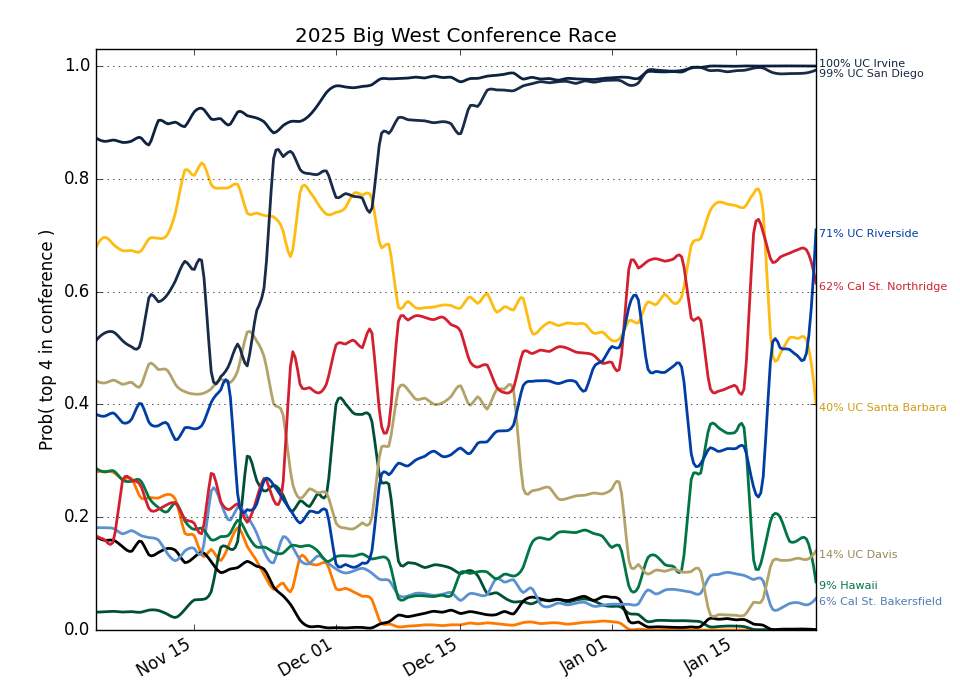 2025 Big West Conference Race
Prob( top 4 in conference )
1.0
0.8
0.6
0.4
0.2
0.0
Nov 15
Dec 01
Dec 15
Jan 01
Jan 15
100% UC Irvine
99% UC San Diego
71% UC Riverside
62% Cal St. Northridge
40% UC Santa Barbara
14% UC Davis
9% Hawaii
6% Cal St. Bakersfield